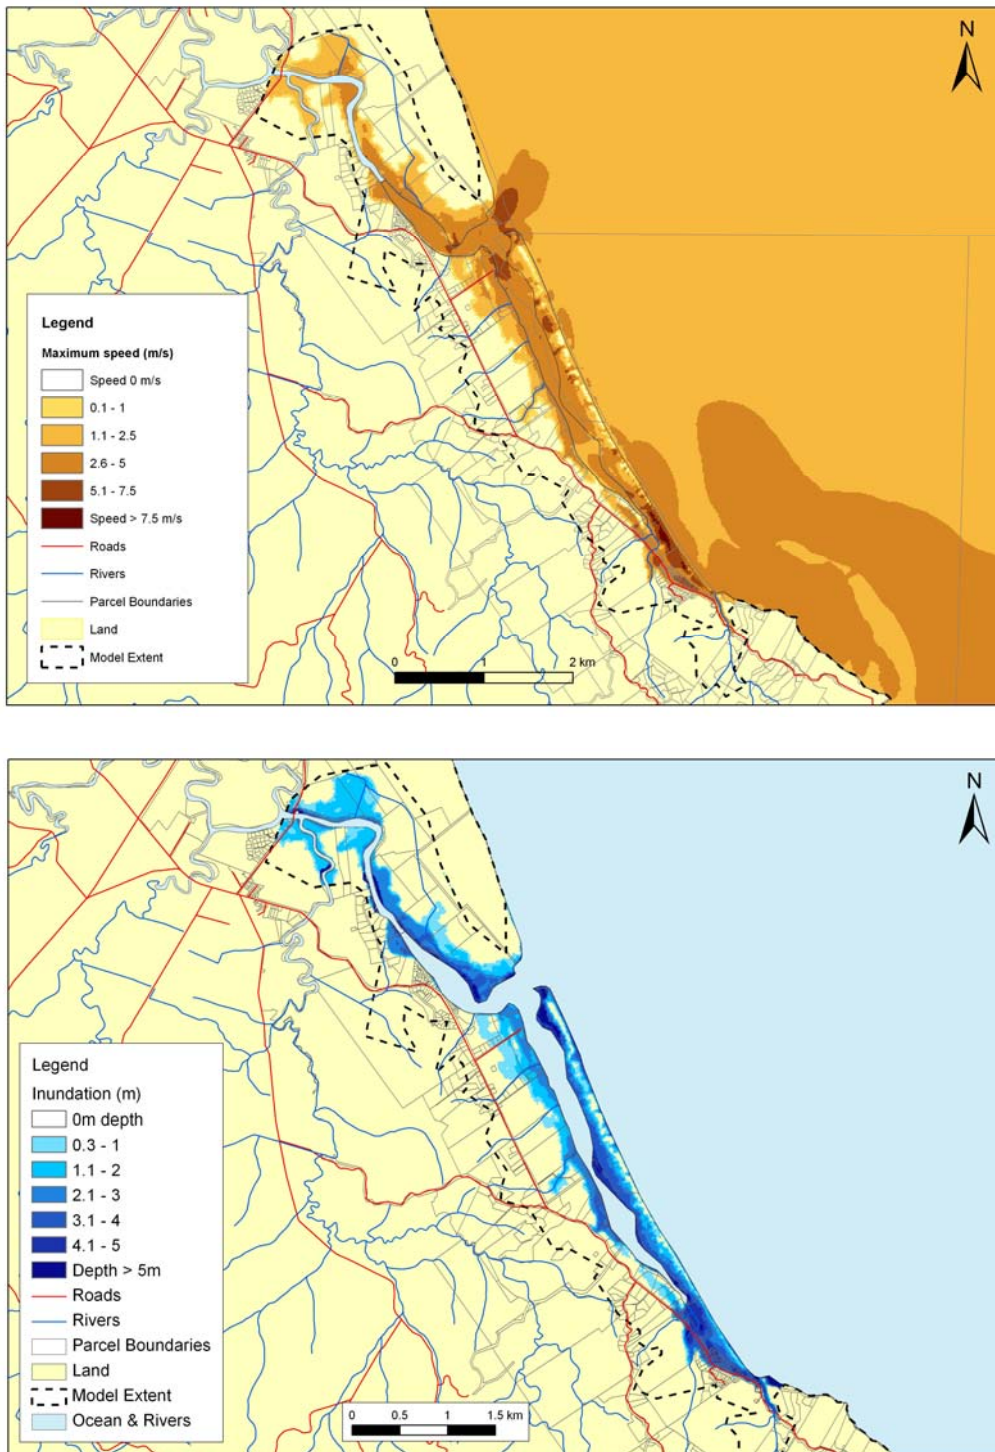 N
Legend
Maximum speed (m/s)
Speed 0 m/s
0.1 - 1
1.1 - 2.5
2.6 - 5
5.1 - 7.5
Speed > 7.5 m/s
Roads
Rivers
Parcel Boundaries
Land
Model Extent
0 1 2 km
N
Legend
Inundation (m)
0m depth
0.3 - 1
1.1 - 2
2.1 - 3
3.1 - 4
4.1 - 5
Depth > 5m
Roads
Rivers
Parcel Boundaries
Land
Model Extent
Ocean & Rivers
0 0.5 1 1.5 km